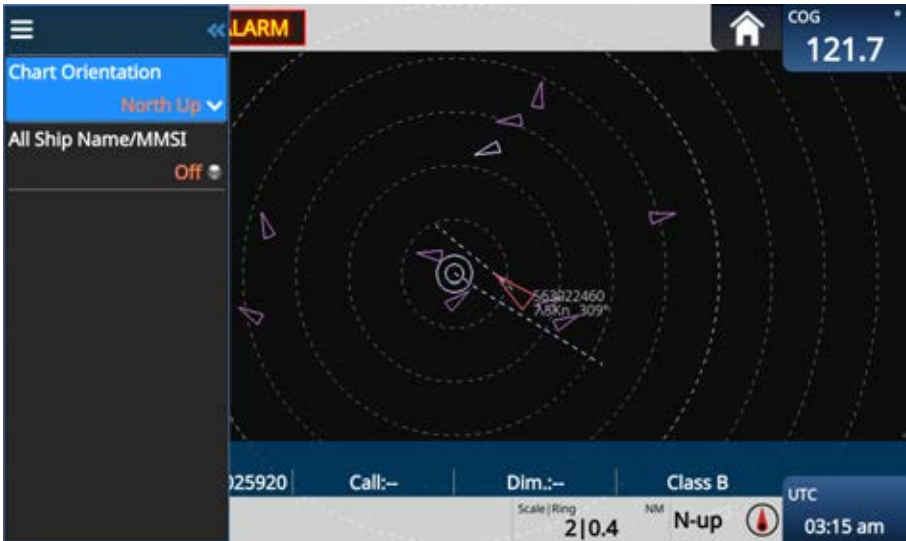 LARM
COG °
121.7
Chart Orientation
North Up
All Ship Name/MMSI
Off
563022460
7.8Kn 309°
025920 Call:-- Dim.:-- Class B
Scale|Ring NM
2|0.4
N-up
UTC
03:15 am